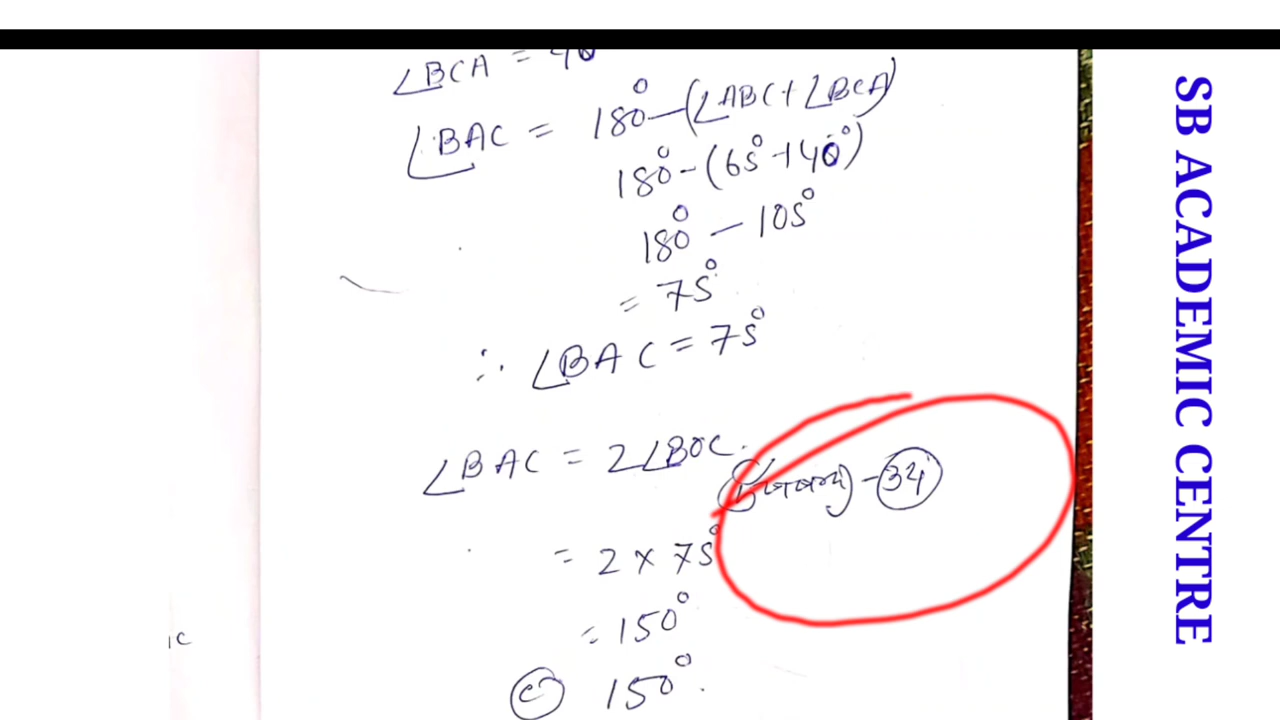 ∠BCA = 40
∠BAC = 180° - (∠ABC + ∠BCA)
180° - (65° + 40°)
180° - 105°
= 75°
∴ ∠BAC = 75°
∠BAC = 2∠BOC.
- 34
= 2 × 75°
= 150°
150°.
IC
SB ACADEMIC CENTRE